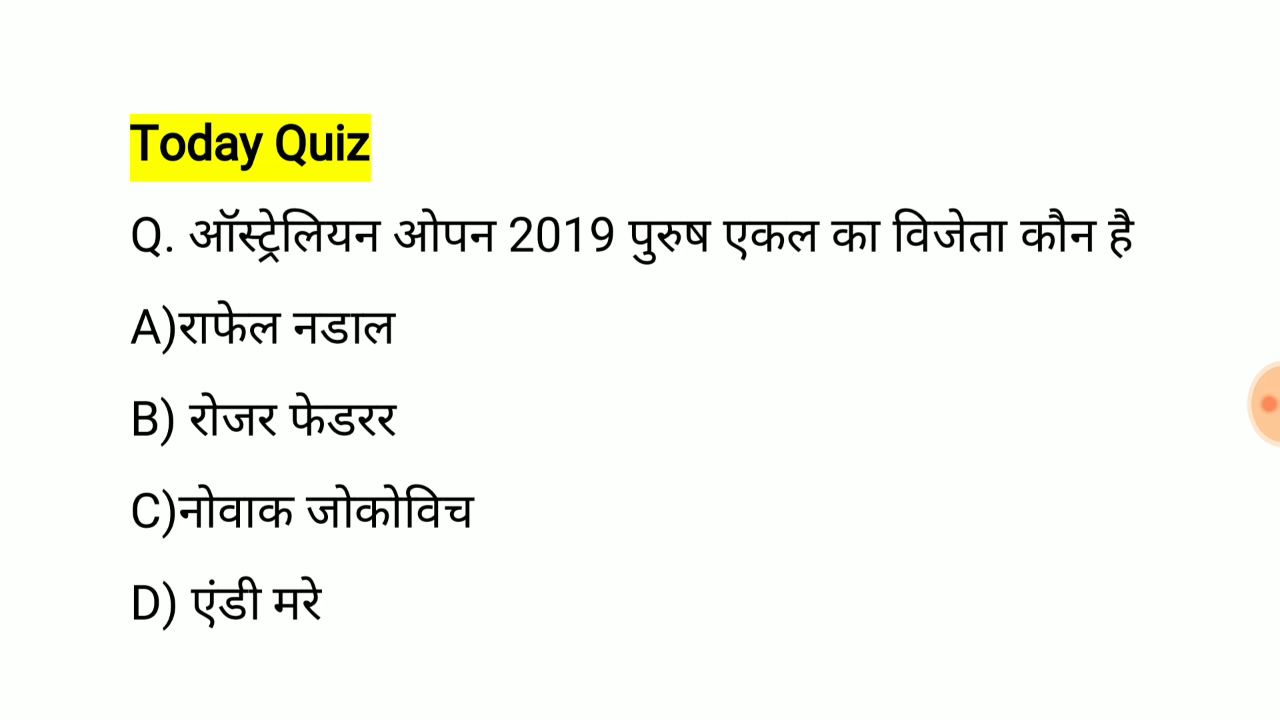 Today Quiz
Q. ऑस्ट्रेलियन ओपन 2019 पुरुष एकल का विजेता कौन है
A)राफेल नडाल
B) रोजर फेडरर
C)नोवाक जोकोविच
D) एंडी मरे